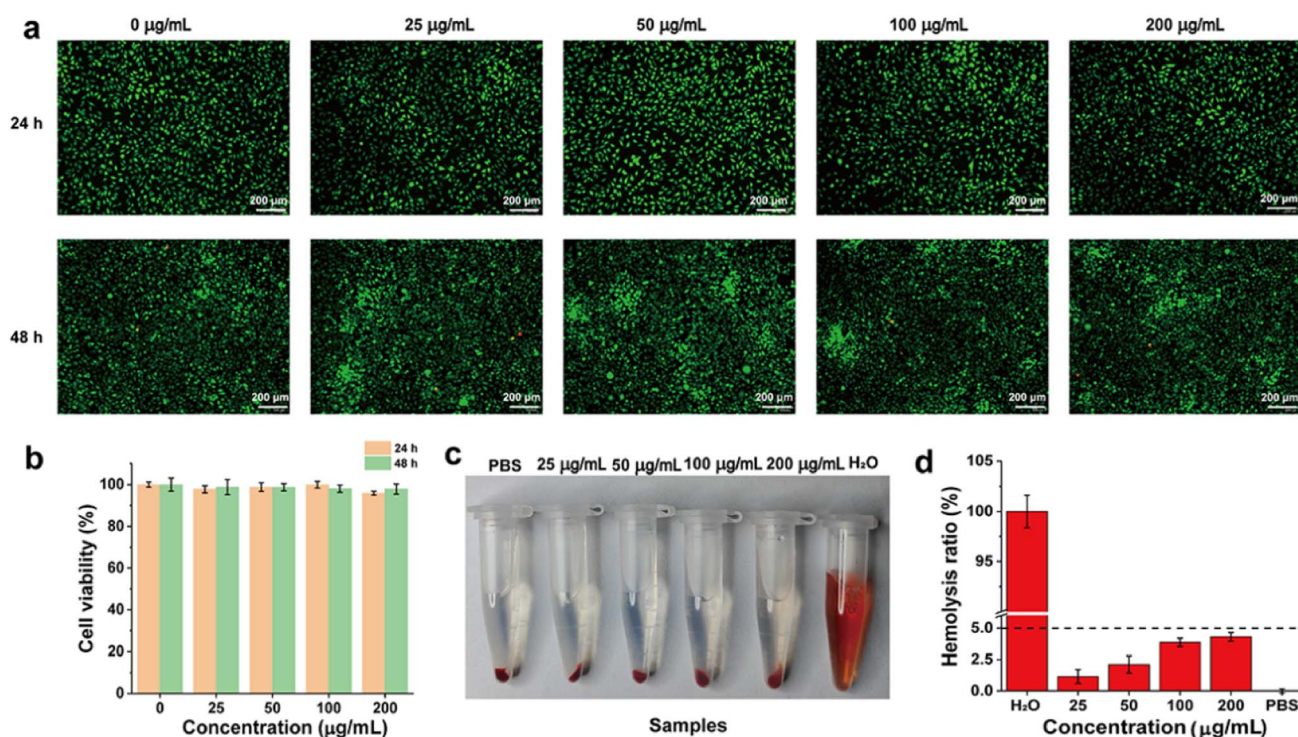 a
0 μg/mL 25 μg/mL 50 μg/mL 100 μg/mL 200 μg/mL
24 h
200 μm 200 μm 200 μm 200 μm 200 μm
48 h
200 μm 200 μm 200 μm 200 μm 200 μm
b
24 h
48 h
Cell viability (%)
100
80
60
40
20
0
0 25 50 100 200
Concentration (μg/mL)
c
PBS 25 μg/mL 50 μg/mL 100 μg/mL 200 μg/mL H₂O
Samples
d
Hemolysis ratio (%)
105
100
95
5.0
2.5
0.0
H₂O 25 50 100 200 PBS
Concentration (μg/mL)